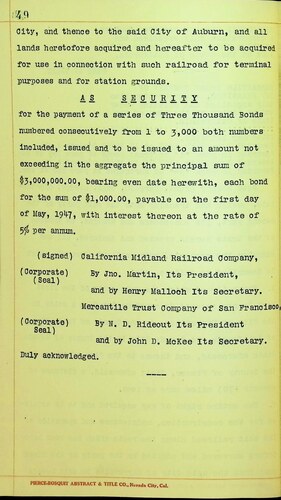 49
City, and thence to the said City of Auburn, and all
lands heretofore acquired and hereafter to be acquired
for use in connection with such railroad for terminal
purposes and for station grounds.
AS SECURITY
for the payment of a series of Three Thousand Bonds
numbered consecutively from 1 to 3,000 both numbers
included, issued and to be issued to an amount not
exceeding in the aggregate the principal sum of
$3,000,000.00, bearing even date herewith, each bond
for the sum of $1,000.00, payable on the first day
of May, 1947, with interest thereon at the rate of
5% per annum.
(signed) California Midland Railroad Company,
(Corporate) By Jno. Martin, Its President,
(Seal)
and by Henry Malloch Its Secretary.
Mercantile Trust Company of San Francisco,
(Corporate) By N. D. Rideout Its President
Seal)
and by John D. McKee Its Secretary.
Duly acknowledged.
----
PIERCE-BOSQUIT ABSTRACT & TITLE CO., Nevada City, Cal.